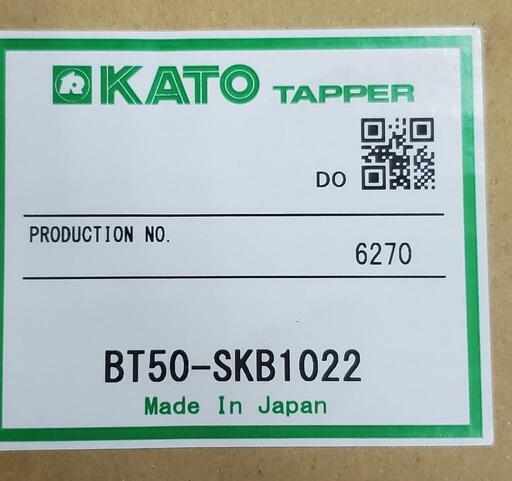 KATO TAPPER
DO
PRODUCTION NO.
6270
BT50-SKB1022
Made In Japan